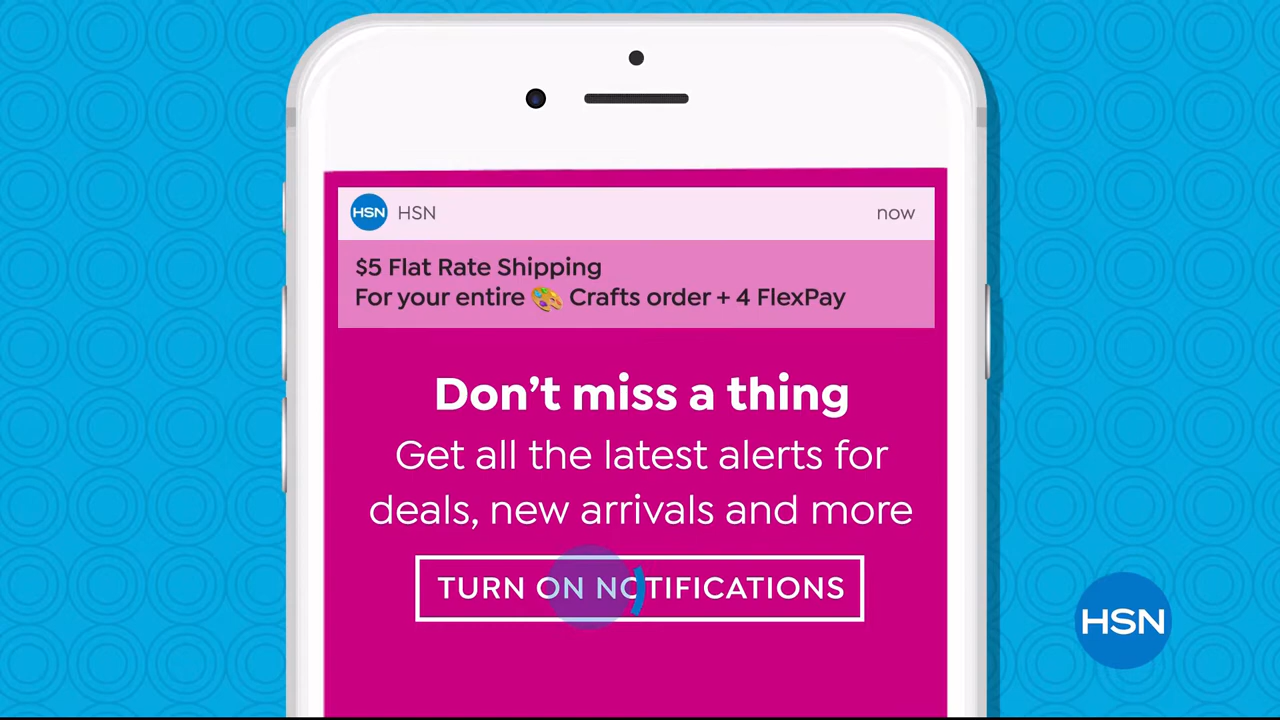 HSN HSN now
$5 Flat Rate Shipping
For your entire 🎨 Crafts order + 4 FlexPay
Don't miss a thing
Get all the latest alerts for
deals, new arrivals and more
TURN ON NOTIFICATIONS
HSN